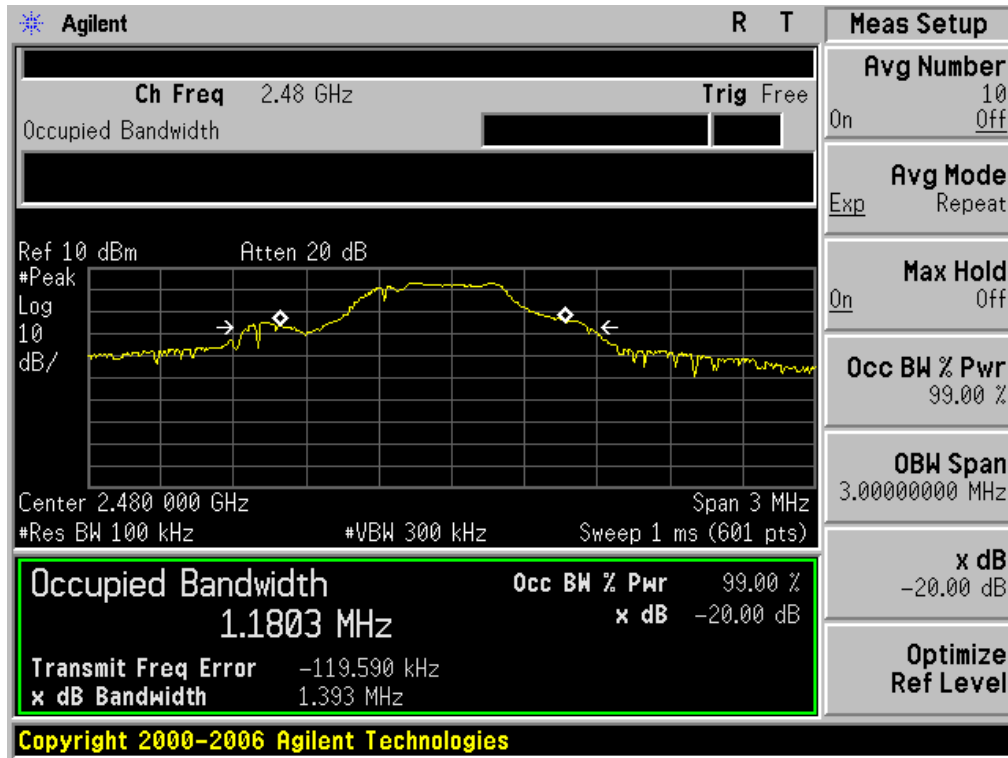 Agilent R T
Ch Freq 2.48 GHz Trig Free
Occupied Bandwidth
Ref 10 dBm Atten 20 dB
#Peak
Log
10
dB/
Center 2.480 000 GHz Span 3 MHz
#Res BW 100 kHz #VBW 300 kHz Sweep 1 ms (601 pts)
Occupied Bandwidth Occ BW % Pwr 99.00 %
1.1803 MHz x dB -20.00 dB
Transmit Freq Error -119.590 kHz
x dB Bandwidth 1.393 MHz
Copyright 2000-2006 Agilent Technologies
Meas Setup
Avg Number
10
On Off
Avg Mode
Exp Repeat
Max Hold
On Off
Occ BW % Pwr
99.00 %
OBW Span
3.00000000 MHz
x dB
-20.00 dB
Optimize
Ref Level